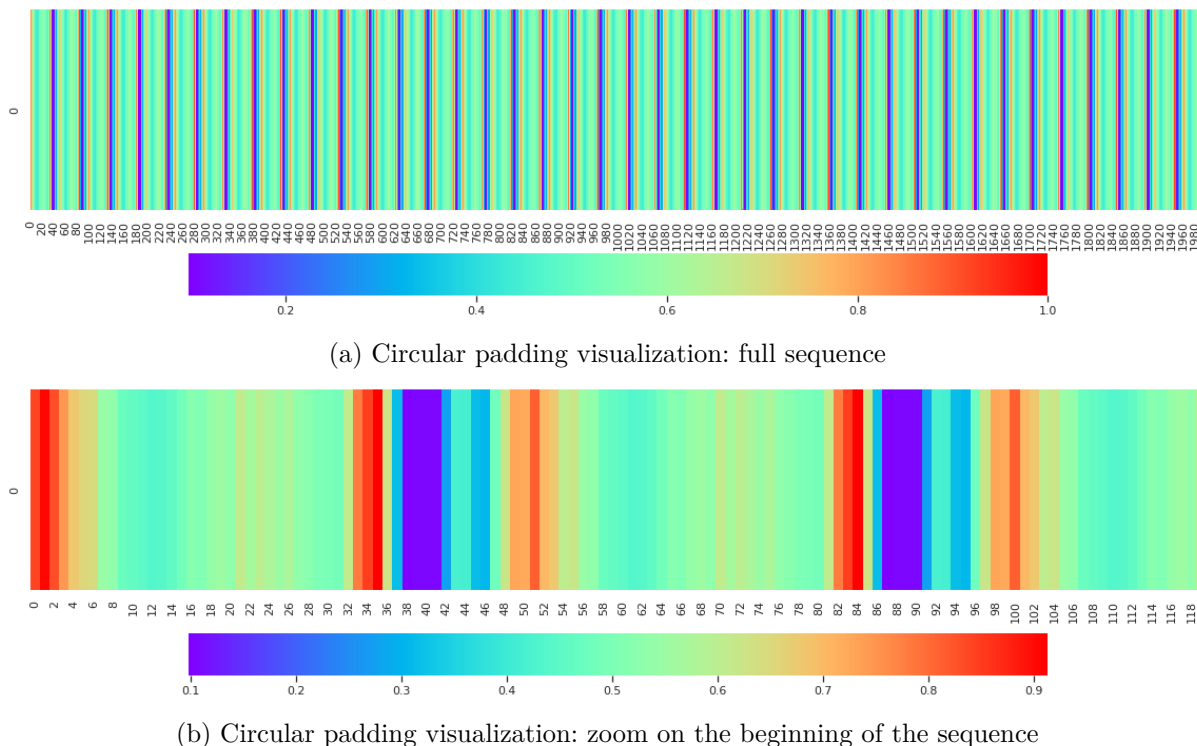 0
0 20 40 60 80 100 120 140 160 180 200 220 240 260 280 300 320 340 360 380 400 420 440 460 480 500 520 540 560 580 600 620 640 660 680 700 720 740 760 780 800 820 840 860 880 900 920 940 960 980 1000 1020 1040 1060 1080 1100 1120 1140 1160 1180 1200 1220 1240 1260 1280 1300 1320 1340 1360 1380 1400 1420 1440 1460 1480 1500 1520 1540 1560 1580 1600 1620 1640 1660 1680 1700 1720 1740 1760 1780 1800 1820 1840 1860 1880 1900 1920 1940 1960 1980
0.2 0.4 0.6 0.8 1.0
(a) Circular padding visualization: full sequence
0
0 2 4 6 8 10 12 14 16 18 20 22 24 26 28 30 32 34 36 38 40 42 44 46 48 50 52 54 56 58 60 62 64 66 68 70 72 74 76 78 80 82 84 86 88 90 92 94 96 98 100 102 104 106 108 110 112 114 116 118
0.1 0.2 0.3 0.4 0.5 0.6 0.7 0.8 0.9
(b) Circular padding visualization: zoom on the beginning of the sequence